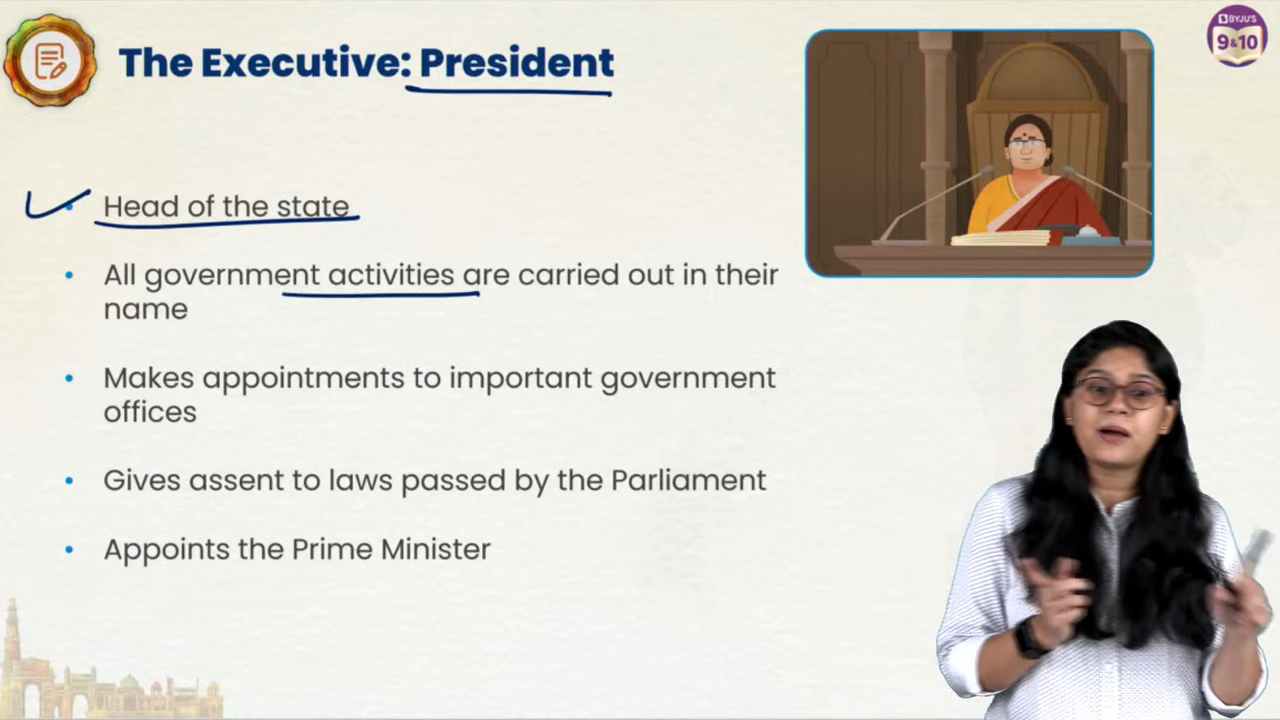 BYJU'S
9&10
The Executive: President
• Head of the state
• All government activities are carried out in their
name
• Makes appointments to important government
offices
• Gives assent to laws passed by the Parliament
• Appoints the Prime Minister